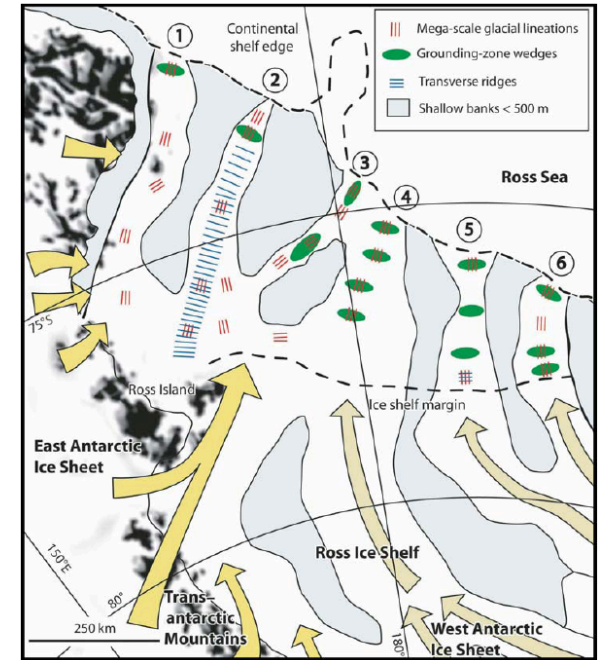 Continental
shelf edge
Mega-scale glacial lineations
Grounding-zone wedges
Transverse ridges
Shallow banks < 500 m
1
2
3
4
5
6
Ross Sea
75°S
Ross Island
Ice shelf margin
East Antarctic
Ice Sheet
Ross Ice Shelf
150°E
80°
Trans–
antarctic
Mountains
West Antarctic
Ice Sheet
180°
250 km